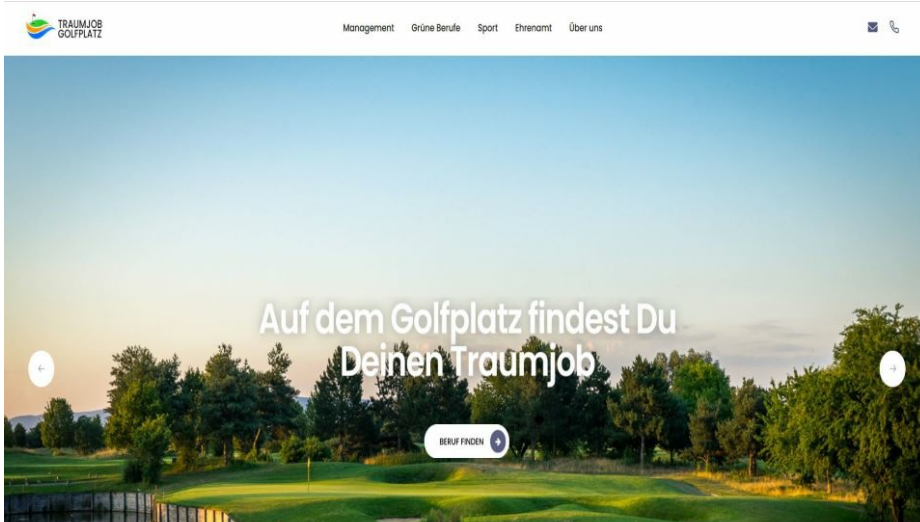 TRAUMJOB
GOLFPLATZ
Management Grüne Berufe Sport Ehrenamt Über uns
Auf dem Golfplatz findest Du
Deinen Traumjob
BERUF FINDEN